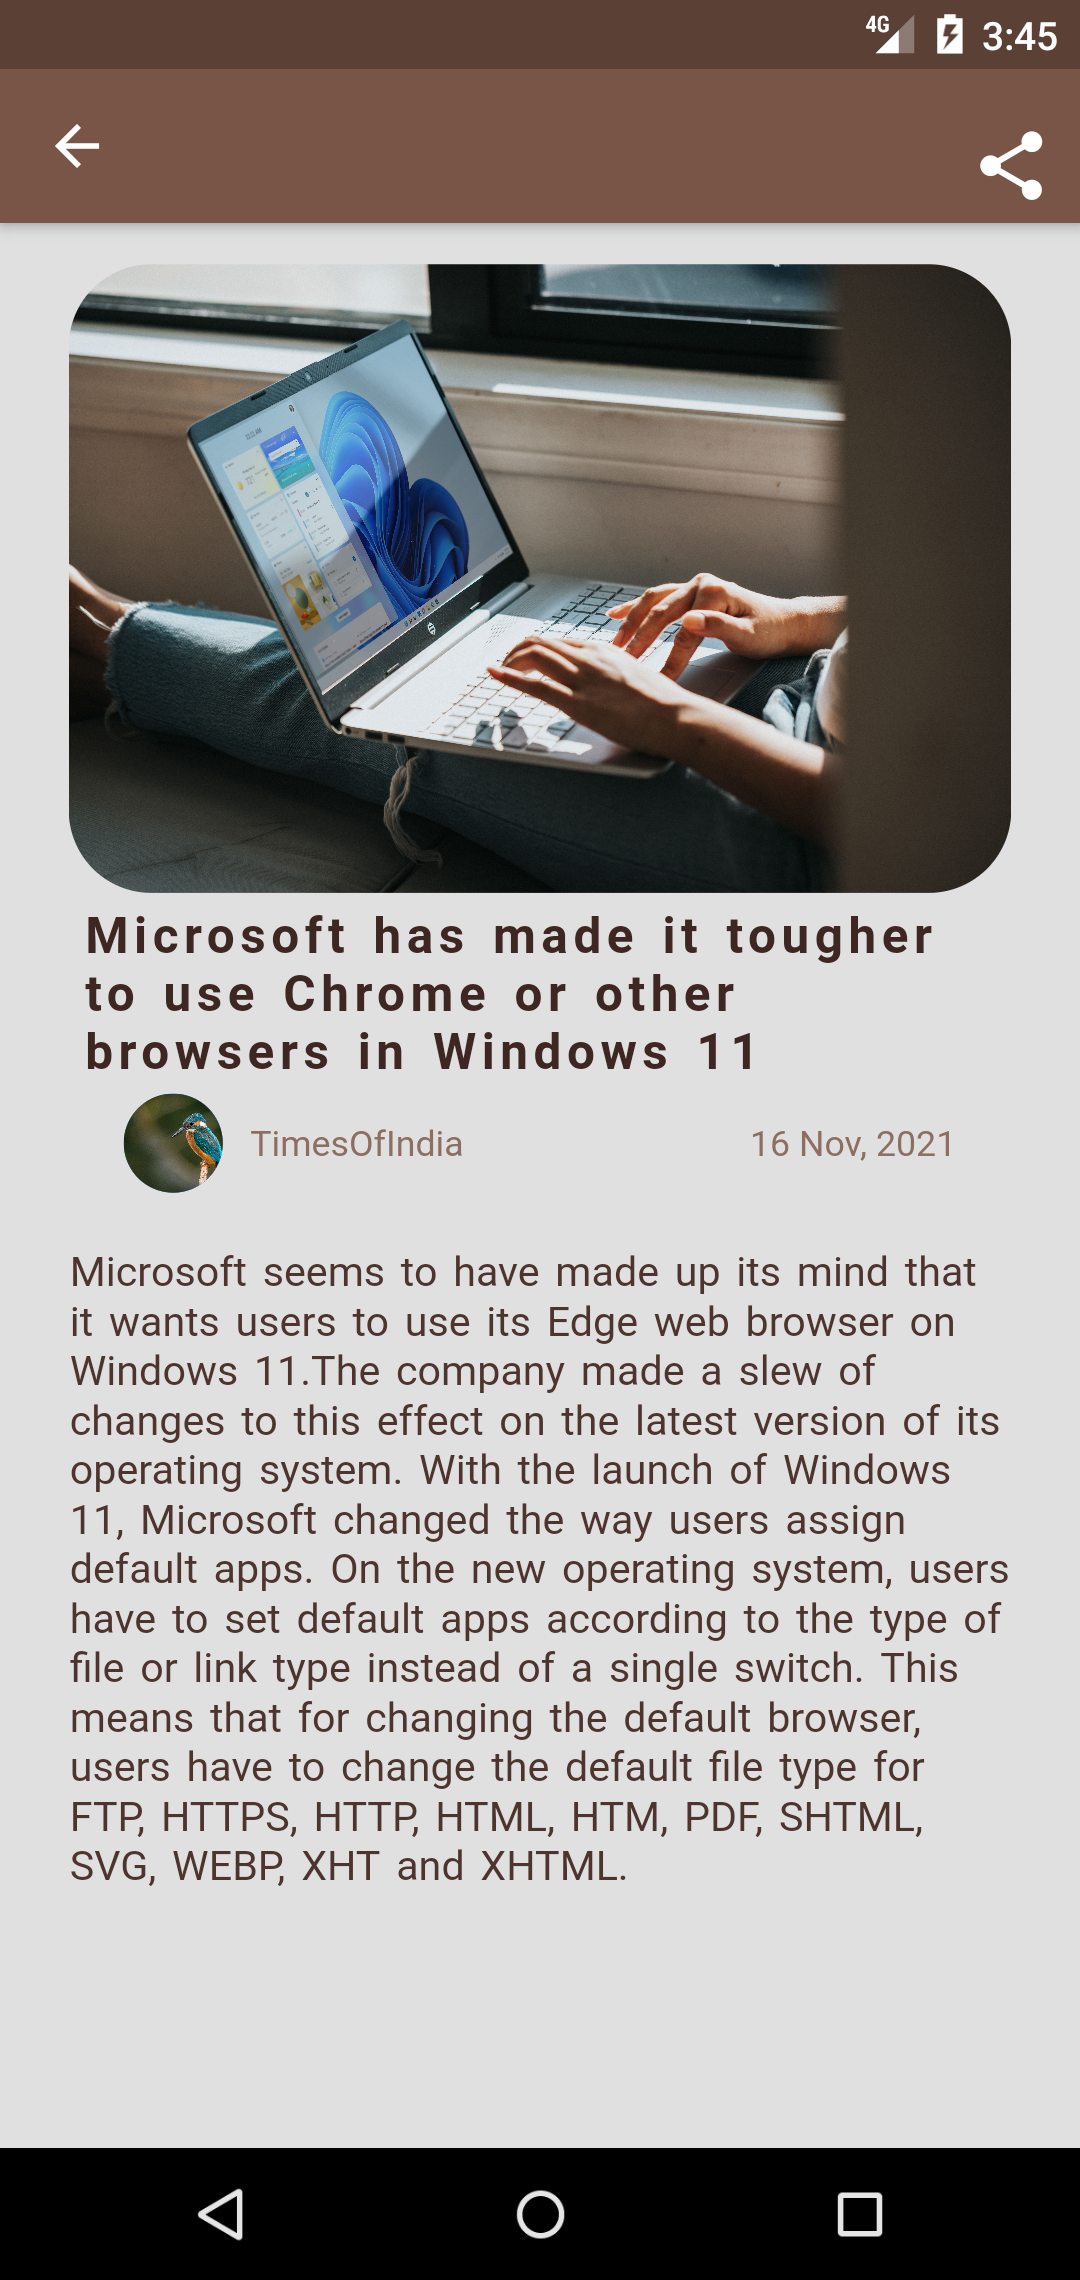 4G 3:45
Microsoft has made it tougher
to use Chrome or other
browsers in Windows 11
TimesOfIndia 16 Nov, 2021
Microsoft seems to have made up its mind that
it wants users to use its Edge web browser on
Windows 11.The company made a slew of
changes to this effect on the latest version of its
operating system. With the launch of Windows
11, Microsoft changed the way users assign
default apps. On the new operating system, users
have to set default apps according to the type of
file or link type instead of a single switch. This
means that for changing the default browser,
users have to change the default file type for
FTP, HTTPS, HTTP, HTML, HTM, PDF, SHTML,
SVG, WEBP, XHT and XHTML.